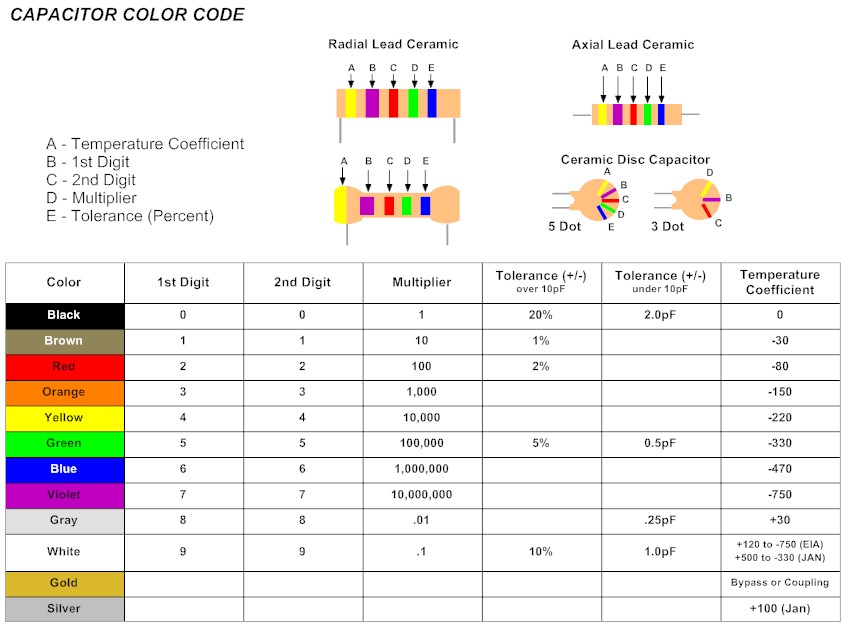 CAPACITOR COLOR CODE
Radial Lead Ceramic
A B C D E
Axial Lead Ceramic
A B C D E
A - Temperature Coefficient
B - 1st Digit
C - 2nd Digit
D - Multiplier
E - Tolerance (Percent)
A B C D E
Ceramic Disc Capacitor
A
B
C
D
E
5 Dot
D
B
C
3 Dot
Color 1st Digit 2nd Digit Multiplier Tolerance (+/-) Tolerance (+/-) Temperature
over 10pF under 10pF Coefficient
Black 0 0 1 20% 2.0pF 0
Brown 1 1 10 1% -30
Red 2 2 100 2% -80
Orange 3 3 1,000 -150
Yellow 4 4 10,000 -220
Green 5 5 100,000 5% 0.5pF -330
Blue 6 6 1,000,000 -470
Violet 7 7 10,000,000 -750
Gray 8 8 .01 .25pF +30
White 9 9 .1 10% 1.0pF +120 to -750 (EIA)
+500 to -330 (JAN)
Gold Bypass or Coupling
Silver +100 (Jan)